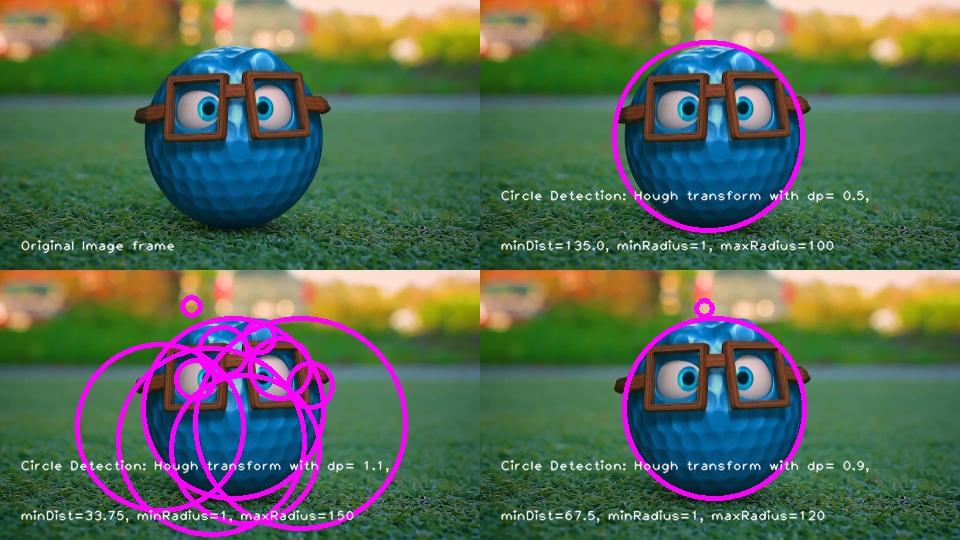 Original Image frame
Circle Detection: Hough transform with dp= 0.5,
minDist=135.0, minRadius=1, maxRadius=100
Circle Detection: Hough transform with dp= 1.1,
minDist=33.75, minRadius=1, maxRadius=150
Circle Detection: Hough transform with dp= 0.9,
minDist=67.5, minRadius=1, maxRadius=120